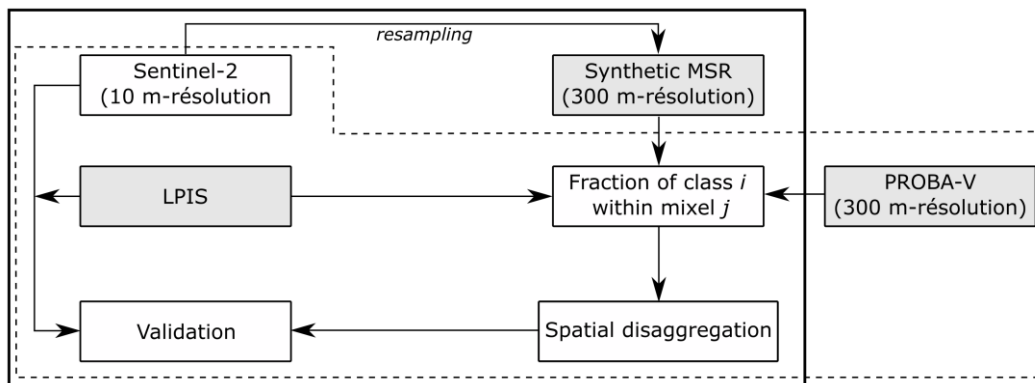 resampling
Sentinel-2
(10 m-résolution
Synthetic MSR
(300 m-résolution)
LPIS
Fraction of class i
within mixel j
PROBA-V
(300 m-résolution)
Validation
Spatial disaggregation